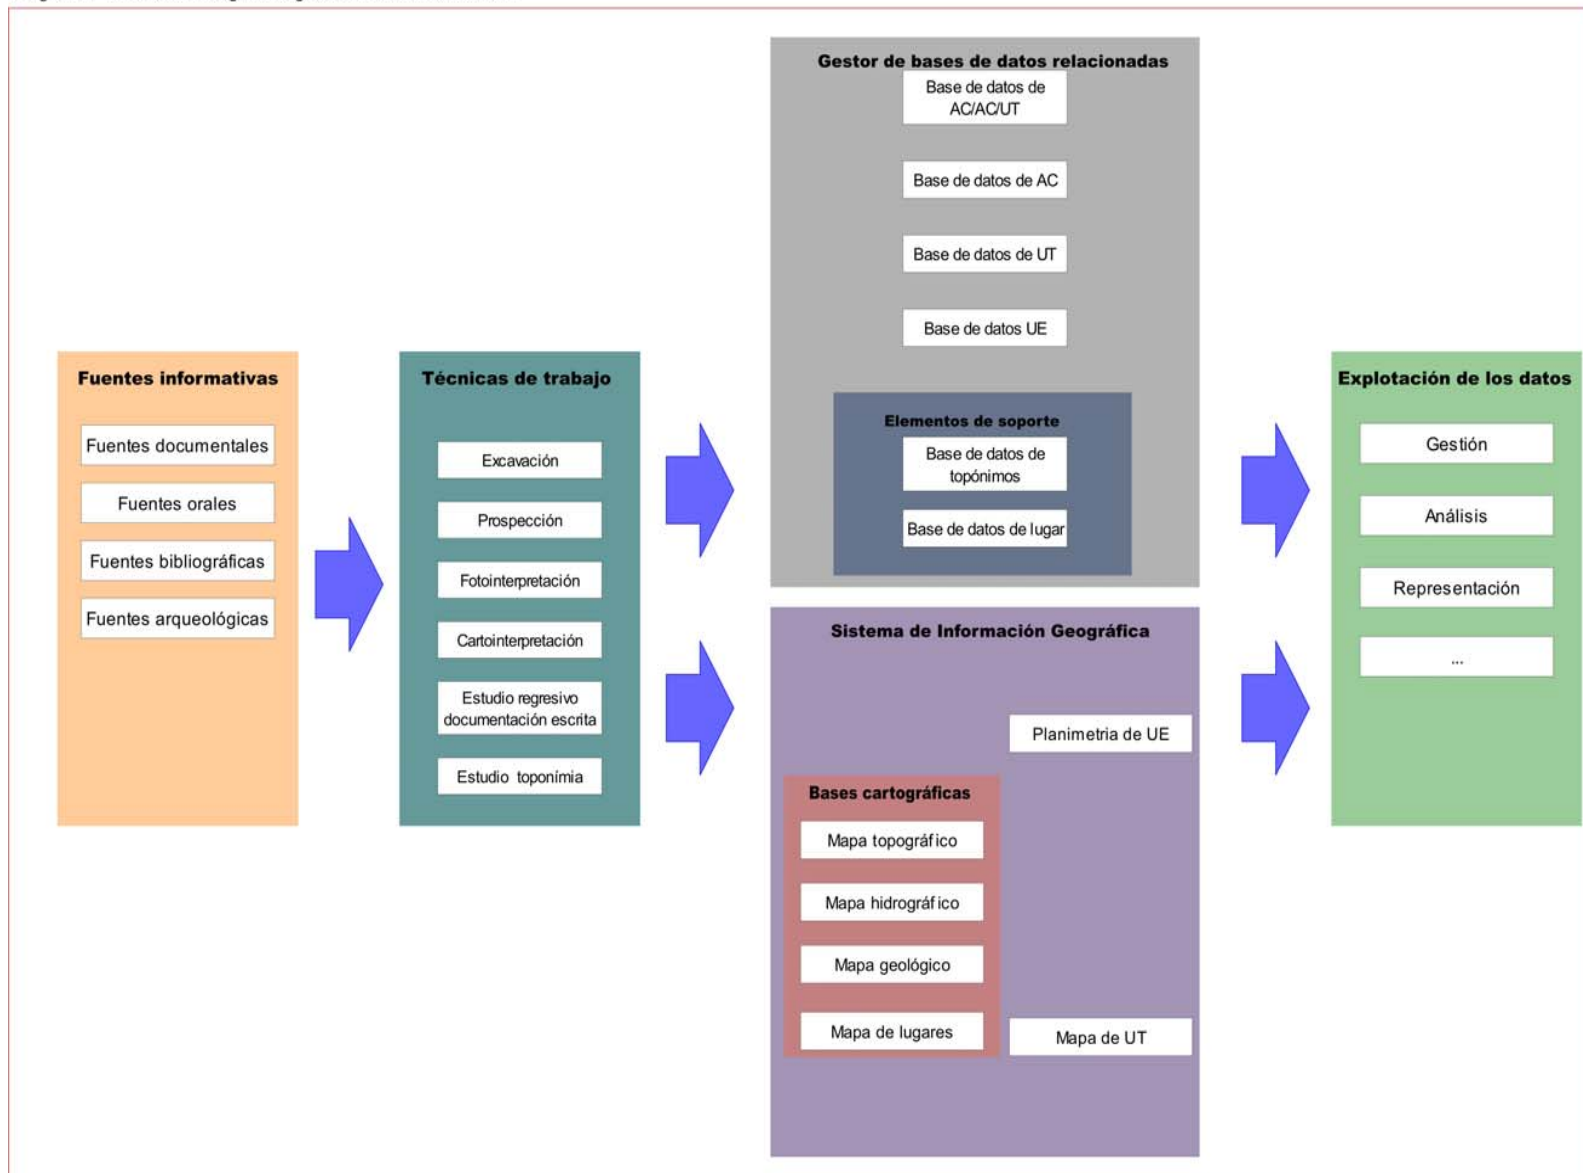 Fuentes informativas
Fuentes documentales
Fuentes orales
Fuentes bibliográficas
Fuentes arqueológicas
Técnicas de trabajo
Excavación
Prospección
Fotointerpretación
Cartointerpretación
Estudio regresivo
documentación escrita
Estudio toponímia
Gestor de bases de datos relacionadas
Base de datos de
AC/AC/UT
Base de datos de AC
Base de datos de UT
Base de datos UE
Elementos de soporte
Base de datos de
topónimos
Base de datos de lugar
Sistema de Información Geográfica
Planimetria de UE
Bases cartográficas
Mapa topográfico
Mapa hidrográfico
Mapa geológico
Mapa de lugares
Mapa de UT
Explotación de los datos
Gestión
Análisis
Representación
...